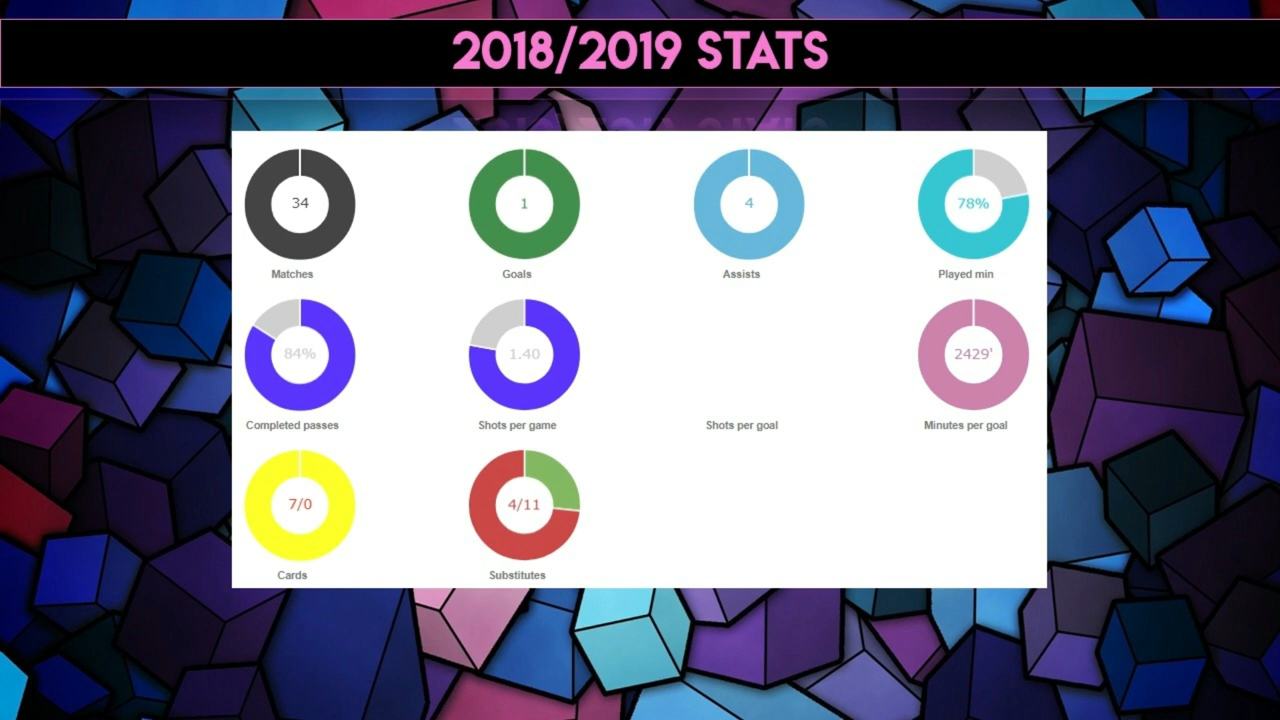 2018/2019 STATS
34
1
4
78%
Matches
Goals
Assists
Played min
84%
1.40
2429'
Completed passes
Shots per game
Shots per goal
Minutes per goal
7/0
4/11
Cards
Substitutes